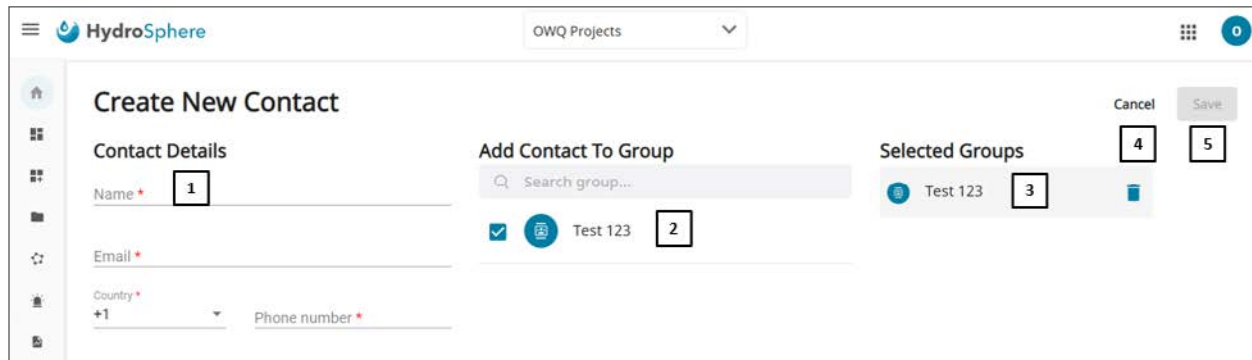 HydroSphere
OWQ Projects
O
Create New Contact
Cancel
Save
Contact Details
Add Contact To Group
Selected Groups
4
5
Name *
1
Search group...
Test 123
3
Test 123
2
Email *
Country *
+1
Phone number *